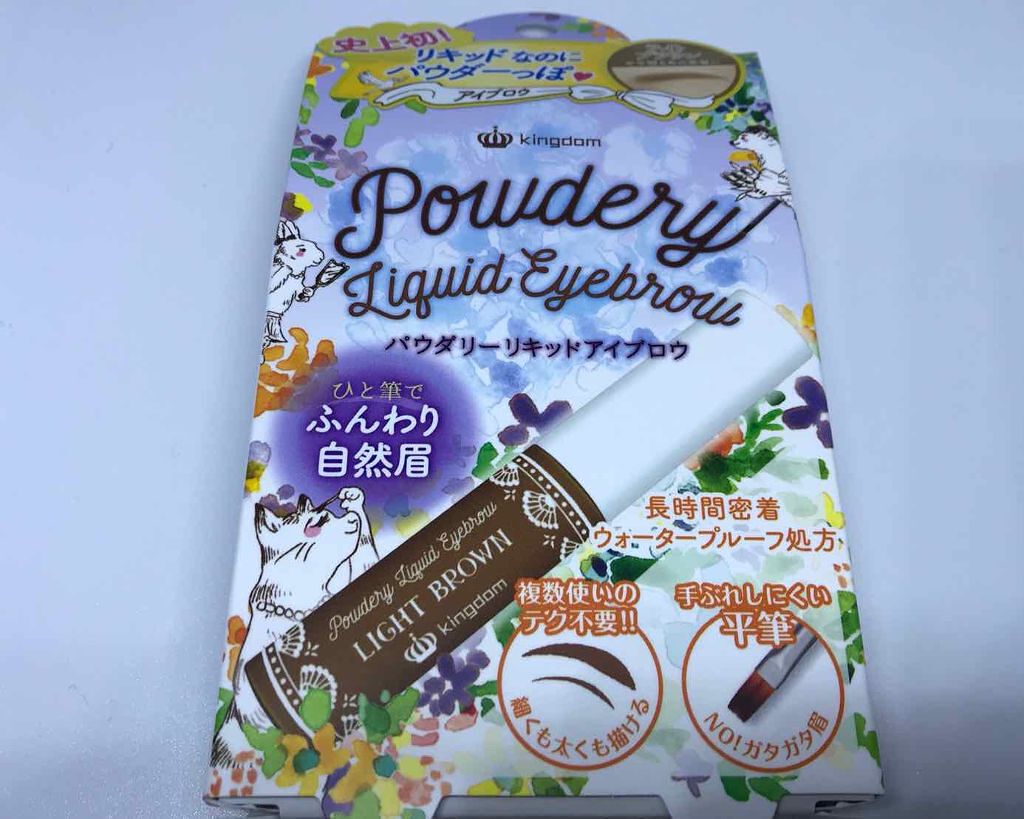 史上初!
リキッドなのに
パウダーっぽ♥
アイブロウ
kingdom
Powdery
Liquid Eyebrow
パウダリーリキッドアイブロウ
ひと筆で
ふんわり
自然眉
長時間密着
ウォータープルーフ処方
Powdery Liquid Eyebrow
LIGHT BROWN
kingdom
複数使いの
テク不要!!
細くも太くも描ける
手ぶれしにくい
平筆
NO!ガタガタ眉